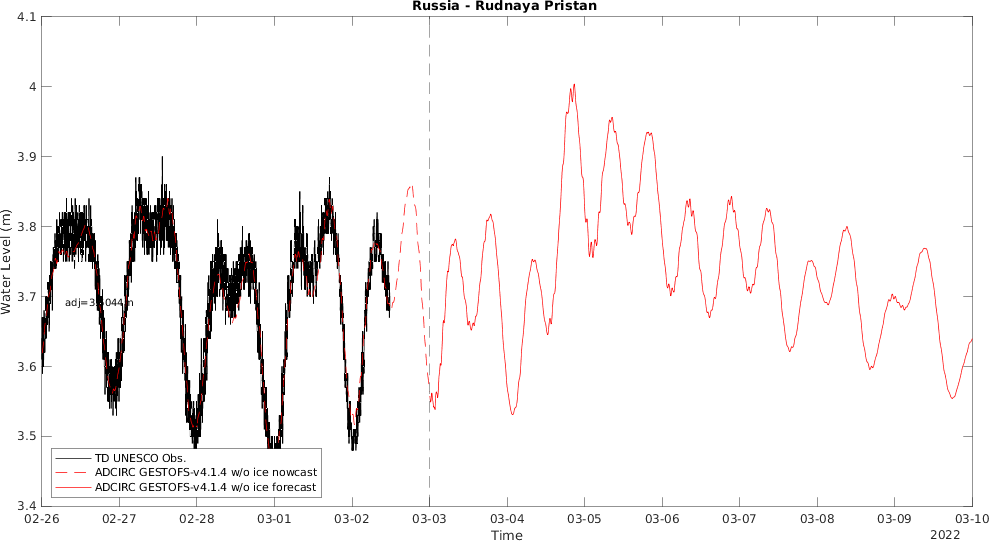 Russia - Rudnaya Pristan
4.1
4
3.9
3.8
3.7
3.6
3.5
3.4
Water Level (m)
TD UNESCO Obs.
ADCIRC GESTOFS-v4.1.4 w/o ice nowcast
ADCIRC GESTOFS-v4.1.4 w/o ice forecast
02-26 02-27 02-28 03-01 03-02 03-03 03-04 03-05 03-06 03-07 03-08 03-09 03-10
Time
2022